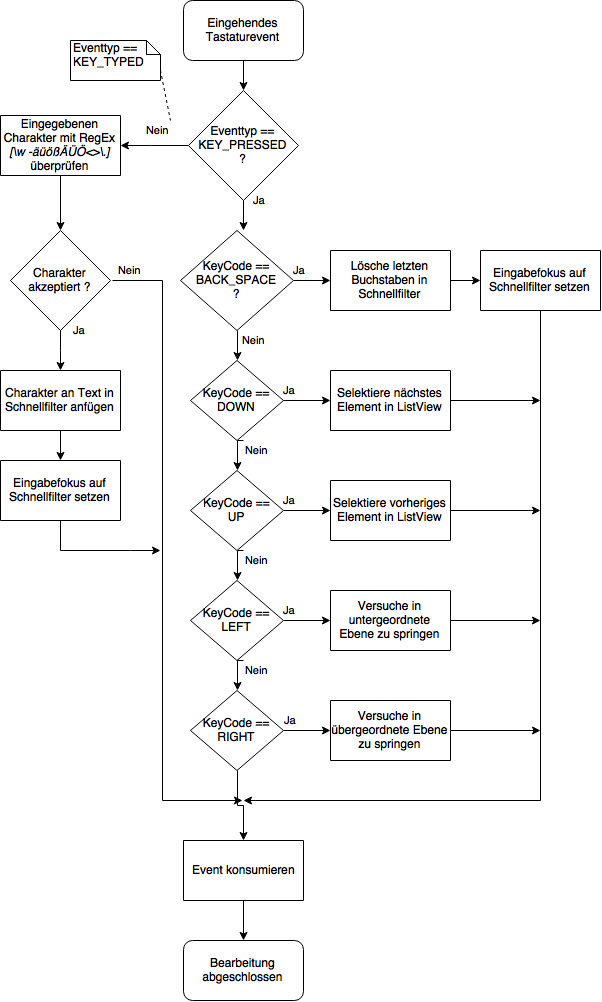 Eingehendes
Tastaturevent
Eventtyp ==
KEY_TYPED
Eventtyp ==
KEY_PRESSED
?
Nein
Eingegebenen
Charakter mit RegEx
[\w -äüößÄÜÖ<>\.]
überprüfen
Ja
Charakter
akzeptiert ?
Nein
Ja
KeyCode ==
BACK_SPACE
?
Ja
Lösche letzten
Buchstaben in
Schnellfilter
Eingabefokus auf
Schnellfilter setzen
Nein
Charakter an Text in
Schnellfilter anfügen
Eingabefokus auf
Schnellfilter setzen
KeyCode ==
DOWN
Ja
Selektiere nächstes
Element in ListView
Nein
KeyCode ==
UP
Ja
Selektiere vorheriges
Element in ListView
Nein
KeyCode ==
LEFT
Ja
Versuche in
untergeordnete
Ebene zu springen
Nein
KeyCode ==
RIGHT
Ja
Versuche in
übergeordnete Ebene
zu springen
Event konsumieren
Bearbeitung
abgeschlossen